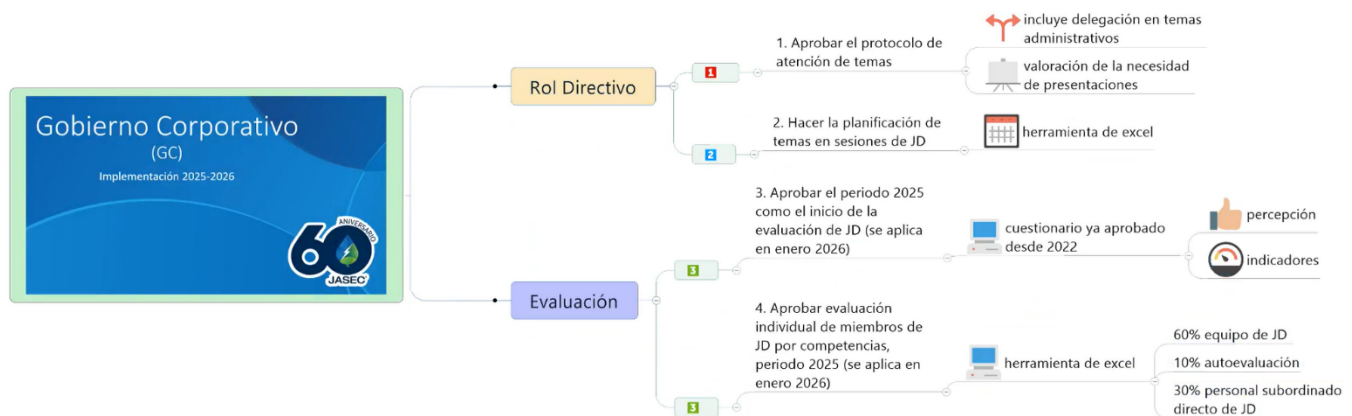 Gobierno Corporativo
(GC)
Implementación 2025-2026
ANIVERSARIO
60
JASEC
Rol Directivo
1
1. Aprobar el protocolo de
atención de temas
incluye delegación en temas
administrativos
valoración de la necesidad
de presentaciones
2
2. Hacer la planificación de
temas en sesiones de JD
herramienta de excel
Evaluación
3
3. Aprobar el periodo 2025
como el inicio de la
evaluación de JD (se aplica
en enero 2026)
cuestionario ya aprobado
desde 2022
percepción
indicadores
3
4. Aprobar evaluación
individual de miembros de
JD por competencias,
periodo 2025 (se aplica en
enero 2026)
herramienta de excel
60% equipo de JD
10% autoevaluación
30% personal subordinado
directo de JD